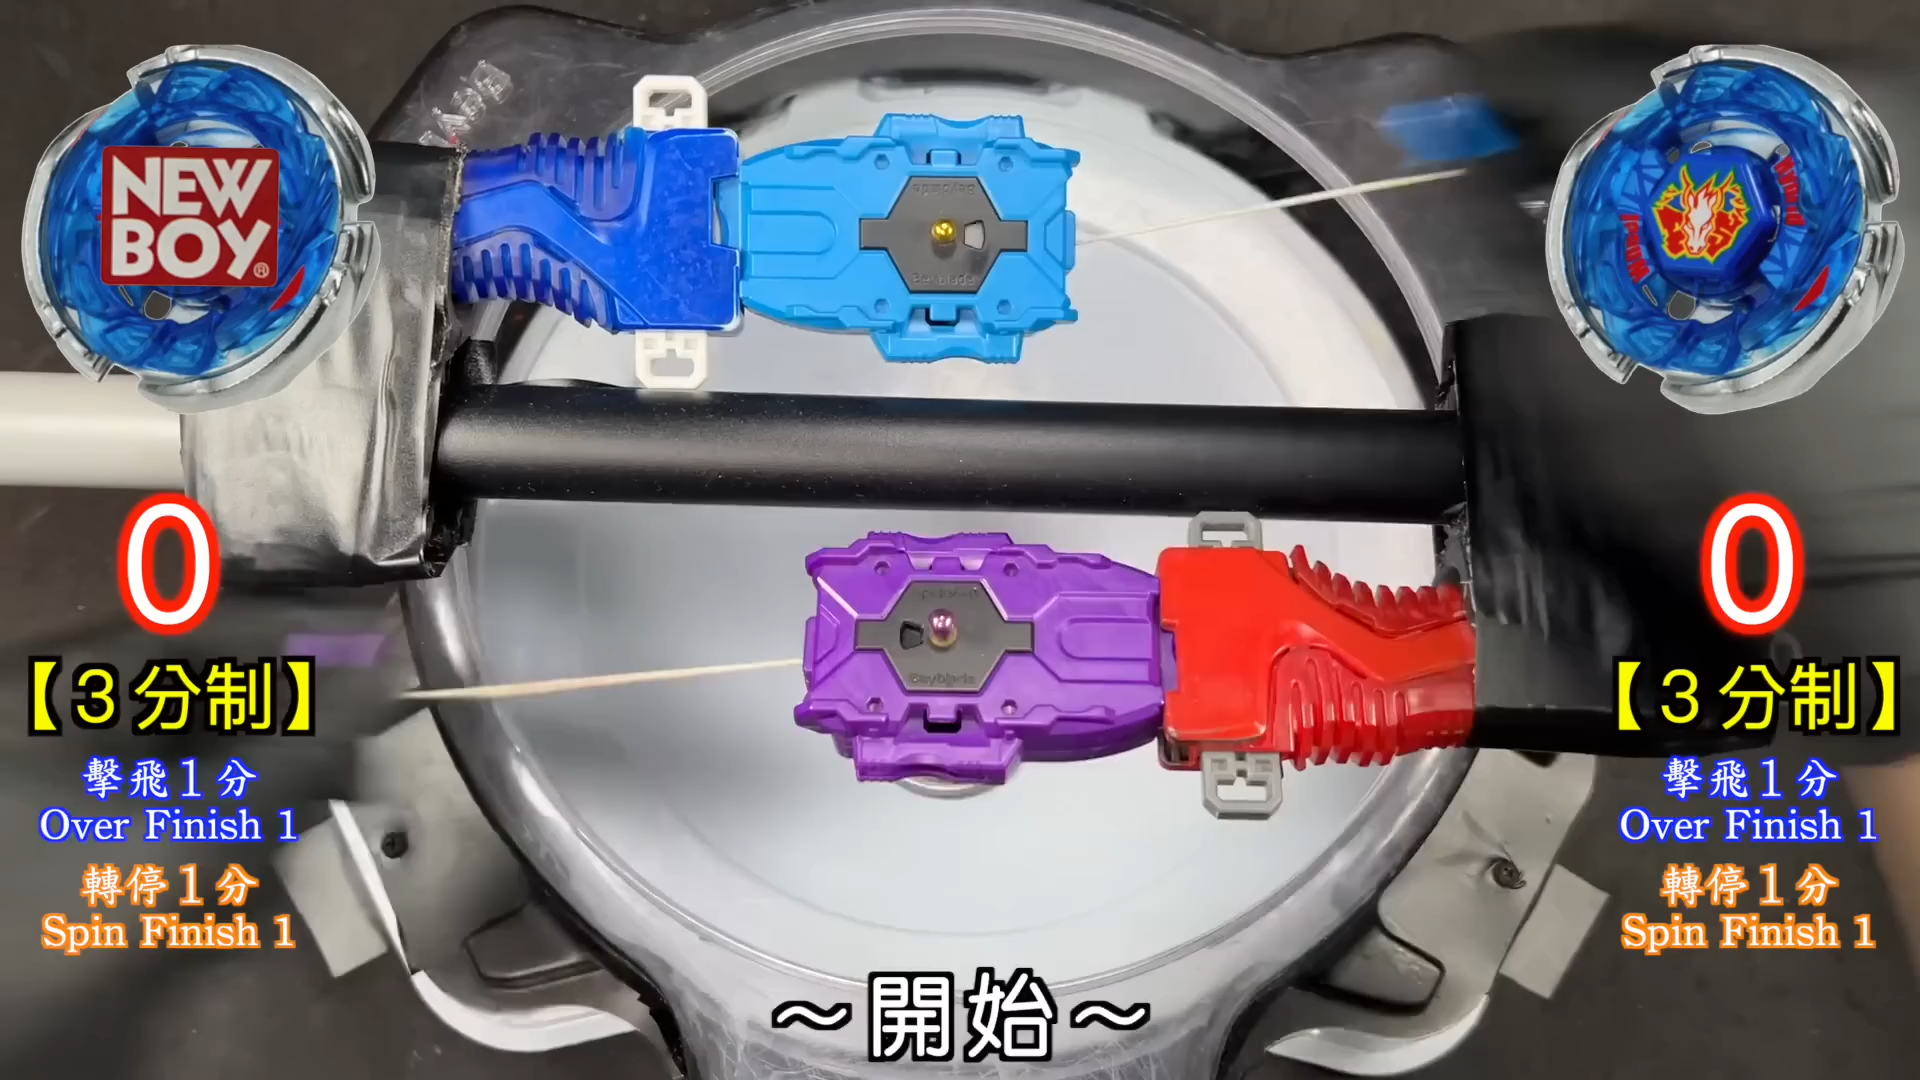 NEW
BOY®
0
【3分制】
擊飛1分
Over Finish 1
轉停1分
Spin Finish 1
Beyblade
Beyblade
0
【3分制】
擊飛1分
Over Finish 1
轉停1分
Spin Finish 1
～開始～